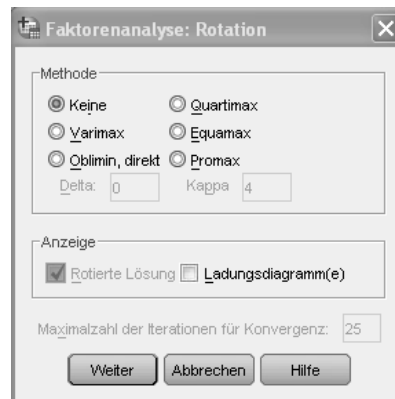 Faktorenanalyse: Rotation
Methode
Keine Quartimax
Varimax Equamax
Oblimin, direkt Promax
Delta: 0 Kappa 4
Anzeige
Rotierte Lösung Ladungsdiagramm(e)
Maximalzahl der Iterationen für Konvergenz: 25
Weiter Abbrechen Hilfe